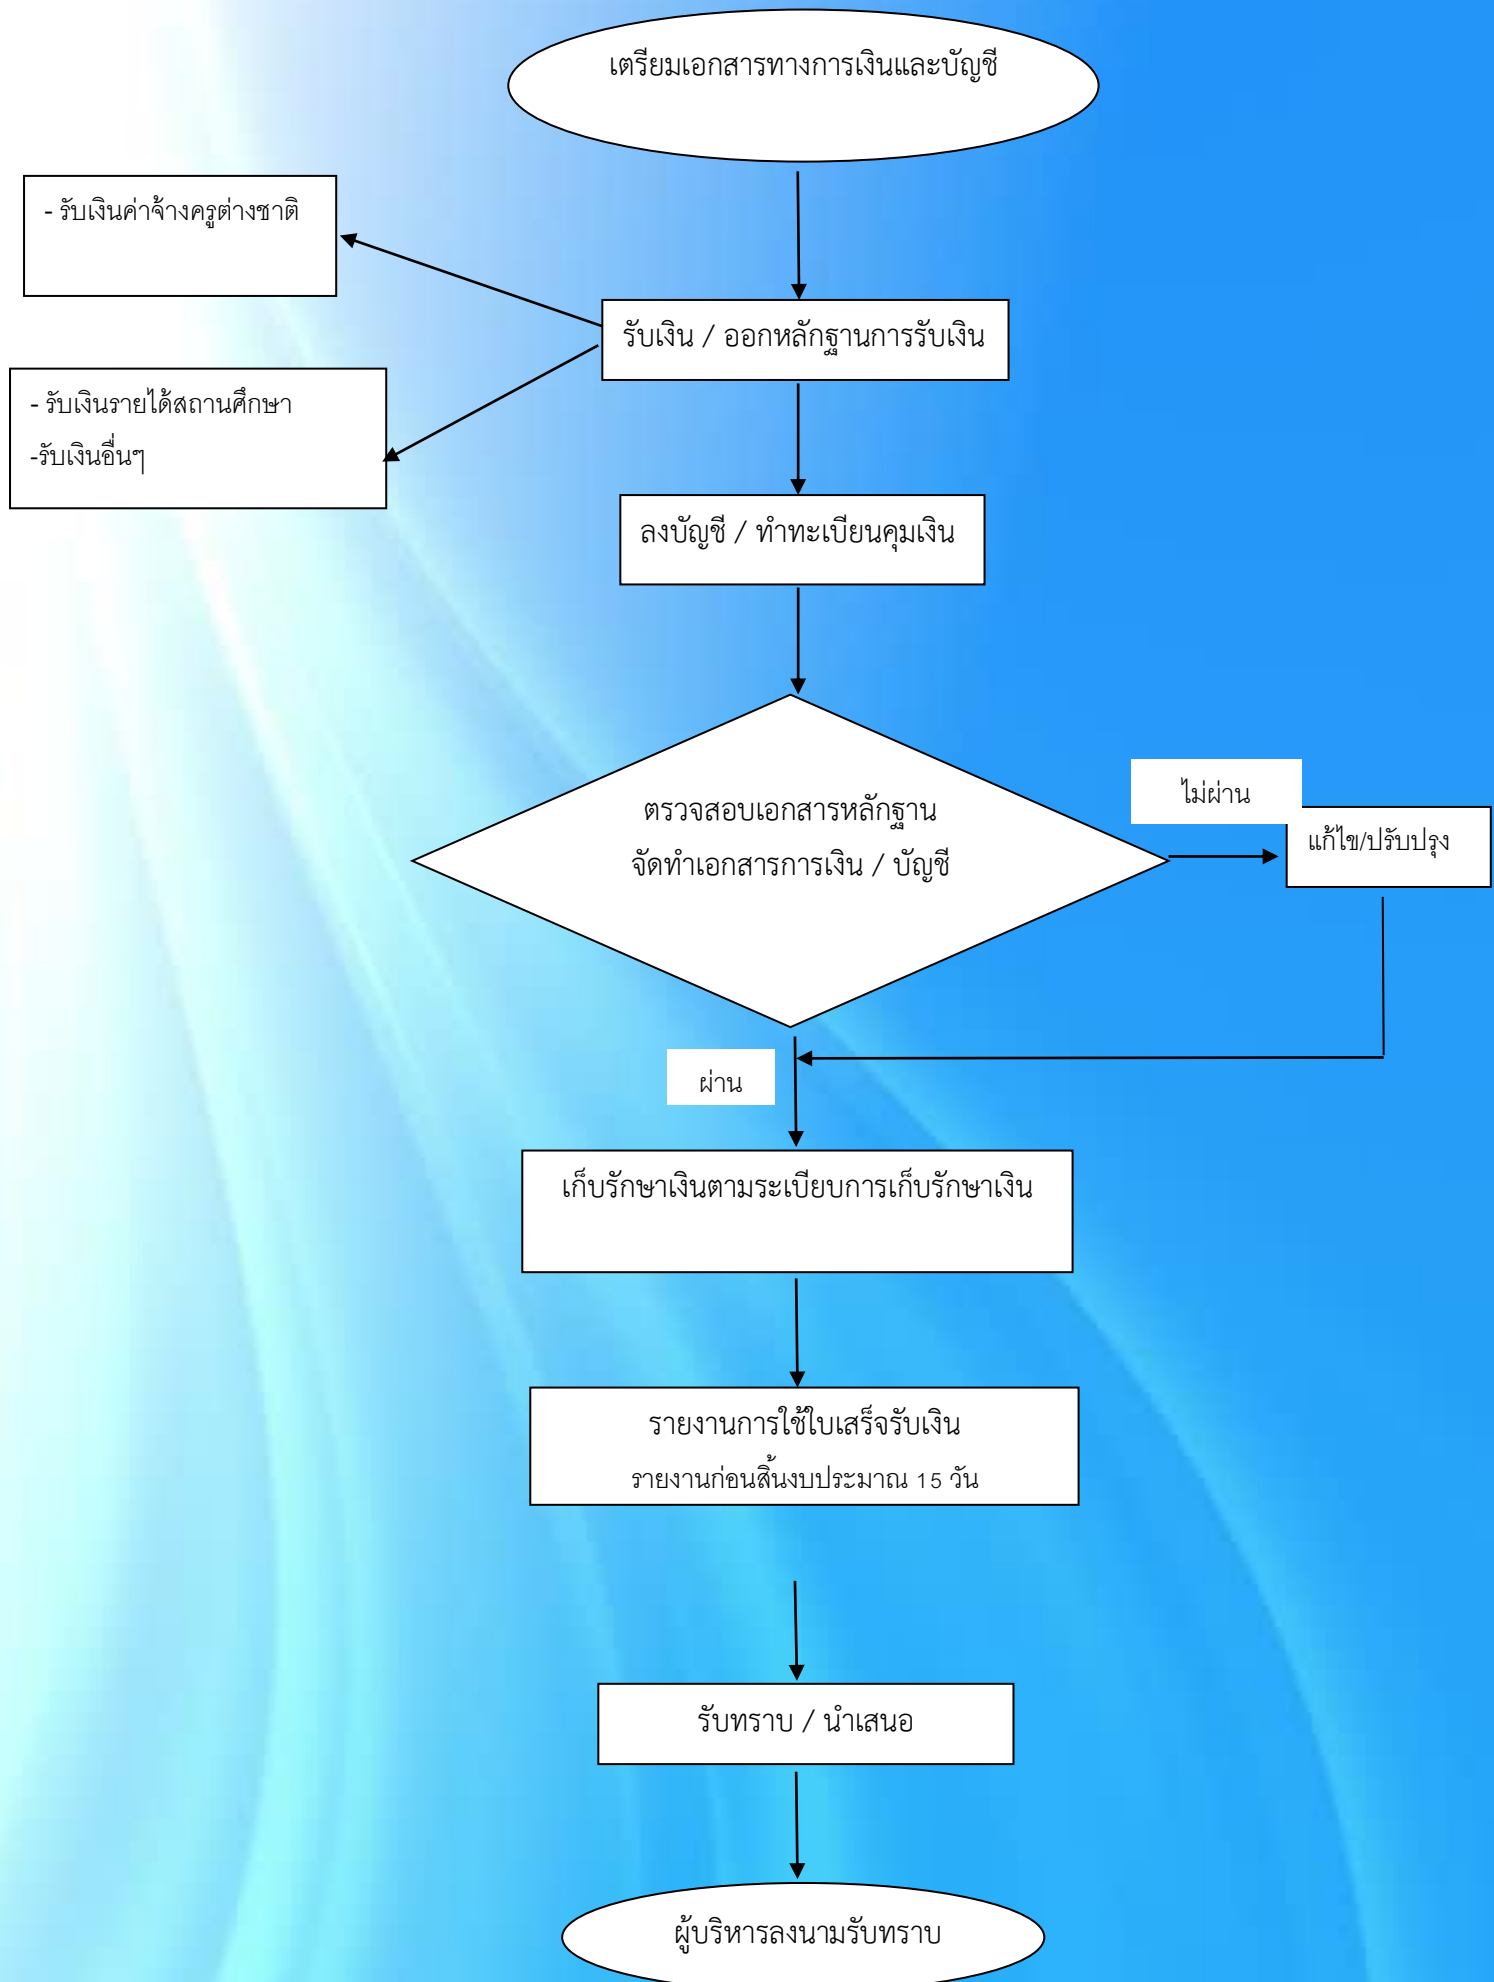 เตรียมเอกสารทางการเงินและบัญชี
- รับเงินค่าจ้างครูต่างชาติ
รับเงิน / ออกหลักฐานการรับเงิน
- รับเงินรายได้สถานศึกษา
-รับเงินอื่นๆ
ลงบัญชี / ทำทะเบียนคุมเงิน
ตรวจสอบเอกสารหลักฐาน
จัดทำเอกสารการเงิน / บัญชี
ไม่ผ่าน
แก้ไข/ปรับปรุง
ผ่าน
เก็บรักษาเงินตามระเบียบการเก็บรักษาเงิน
รายงานการใช้ใบเสร็จรับเงิน
รายงานก่อนสิ้นงบประมาณ 15 วัน
รับทราบ / นำเสนอ
ผู้บริหารลงนามรับทราบ